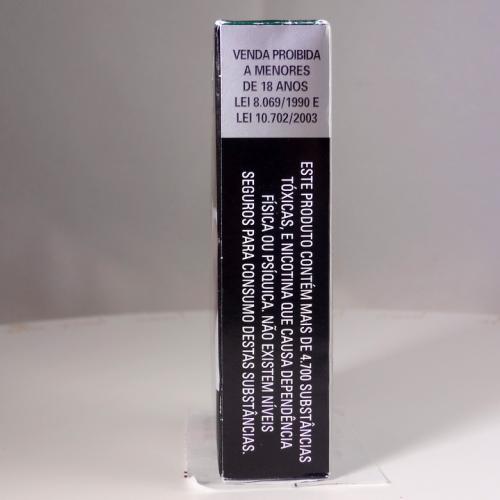 VENDA PROIBIDA
A MENORES
DE 18 ANOS
LEI 8.069/1990 E
LEI 10.702/2003
ESTE PRODUTO CONTÉM MAIS DE 4.700 SUBSTÂNCIAS
TÓXICAS, E NICOTINA QUE CAUSA DEPENDÊNCIA
FÍSICA OU PSÍQUICA. NÃO EXISTEM NÍVEIS
SEGUROS PARA CONSUMO DESTAS SUBSTÂNCIAS.